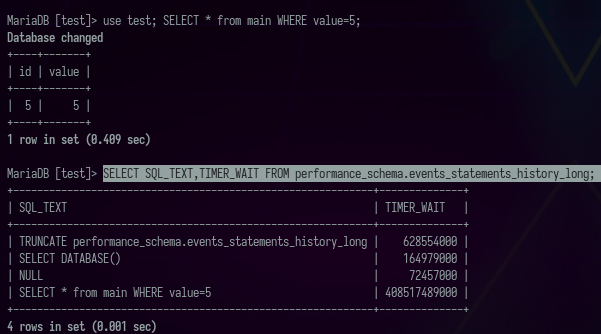 MariaDB [test]> use test; SELECT * from main WHERE value=5;
Database changed
+----+-------+
| id | value |
+----+-------+
|  5 |     5 |
+----+-------+
1 row in set (0.409 sec)

MariaDB [test]> SELECT SQL_TEXT,TIMER_WAIT FROM performance_schema.events_statements_history_long;
+------------------------------------------------------------+--------------+
| SQL_TEXT                                                   | TIMER_WAIT   |
+------------------------------------------------------------+--------------+
| TRUNCATE performance_schema.events_statements_history_long |    628554000 |
| SELECT DATABASE()                                          |    164979000 |
| NULL                                                       |     72457000 |
| SELECT * from main WHERE value=5                           | 408517489000 |
+------------------------------------------------------------+--------------+
4 rows in set (0.001 sec)